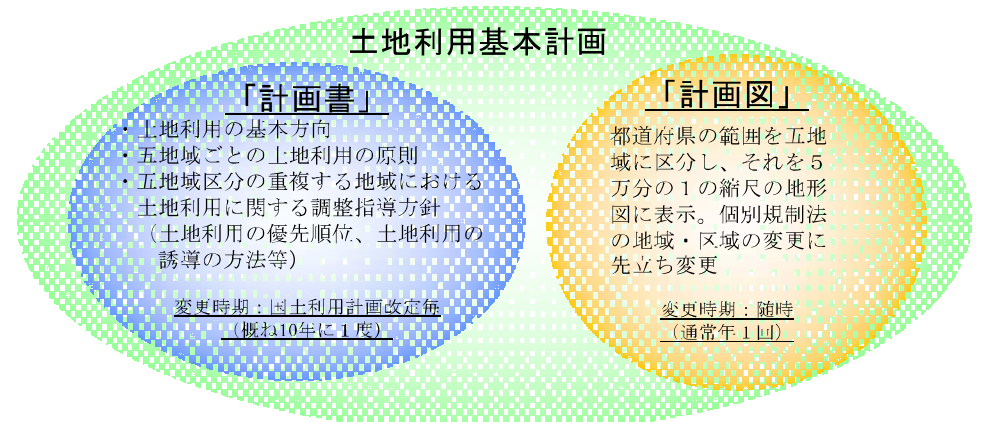 土地利用基本計画
「計画書」
・土地利用の基本方向
・五地域ごとの土地利用の原則
・五地域区分の重複する地域における
土地利用に関する調整指導方針
（土地利用の優先順位、土地利用の
誘導の方法等）
変更時期：国土利用計画改定毎
（概ね10年に１度）
「計画図」
都道府県の範囲を五地
域に区分し、それを５
万分の１の縮尺の地形
図に表示。個別規制法
の地域・区域の変更に
先立ち変更
変更時期：随時
（通常年１回）